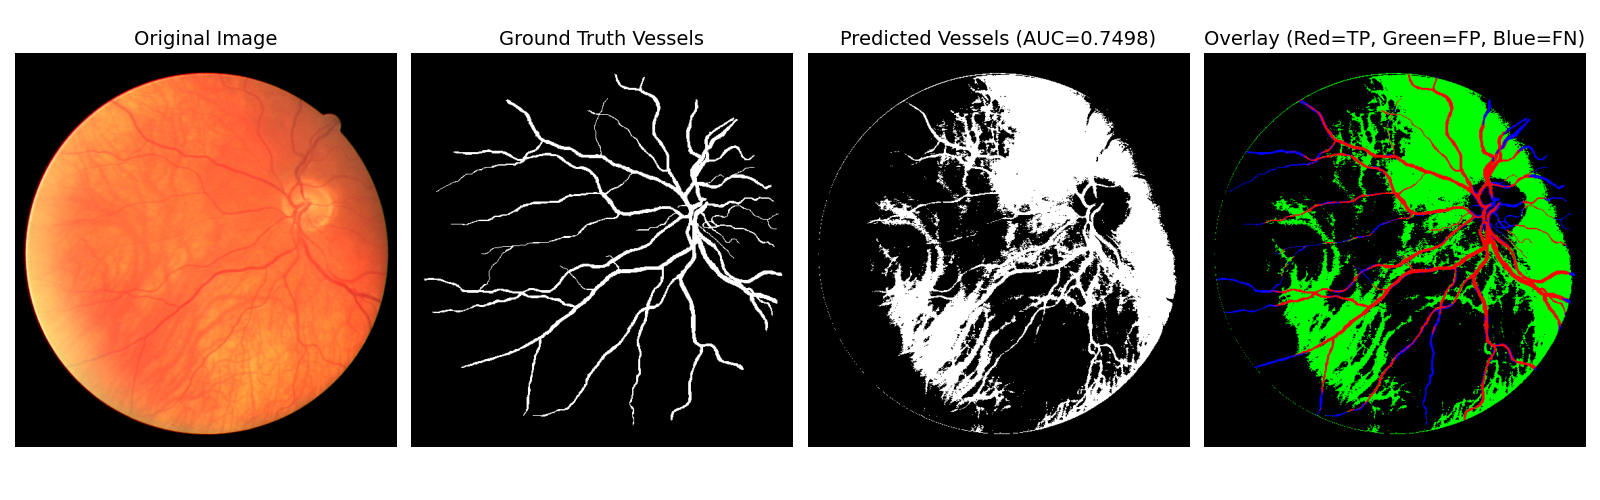 Original Image
Ground Truth Vessels
Predicted Vessels (AUC=0.7498)
Overlay (Red=TP, Green=FP, Blue=FN)